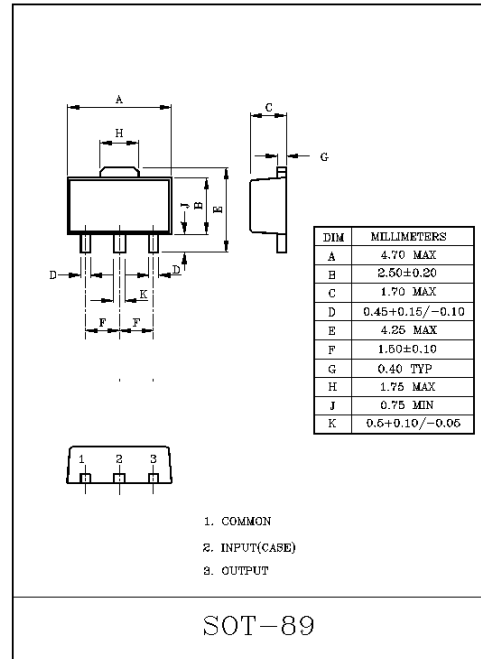 A
H
C
G
J
B
E
D
D
K
F
F
DIM MILLIMETERS
A 4.70 MAX
B 2.50±0.20
C 1.70 MAX
D 0.45+0.15/-0.10
E 4.25 MAX
F 1.50±0.10
G 0.40 TYP
H 1.75 MAX
J 0.75 MIN
K 0.5+0.10/-0.05
1 2 3
1. COMMON
2. INPUT(CASE)
3. OUTPUT
SOT-89